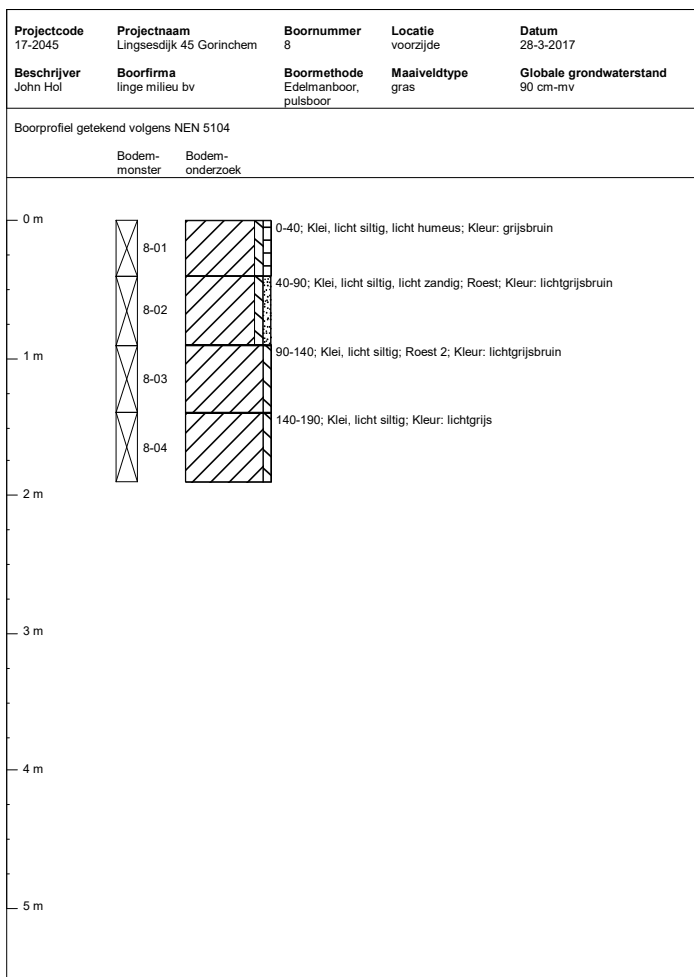 Projectcode Projectnaam Boornummer Locatie Datum
17-2045 Lingsesdijk 45 Gorinchem 8 voorzijde 28-3-2017
Beschrijver Boorfirma Boormethode Maaiveldtype Globale grondwaterstand
John Hol linge milieu bv Edelmanboor, gras 90 cm-mv
pulsboor
Boorprofiel getekend volgens NEN 5104
Bodem- Bodem-
monster onderzoek
0 m
0-40; Klei, licht siltig, licht humeus; Kleur: grijsbruin
8-01
40-90; Klei, licht siltig, licht zandig; Roest; Kleur: lichtgrijsbruin
8-02
1 m
90-140; Klei, licht siltig; Roest 2; Kleur: lichtgrijsbruin
8-03
140-190; Klei, licht siltig; Kleur: lichtgrijs
8-04
2 m
3 m
4 m
5 m